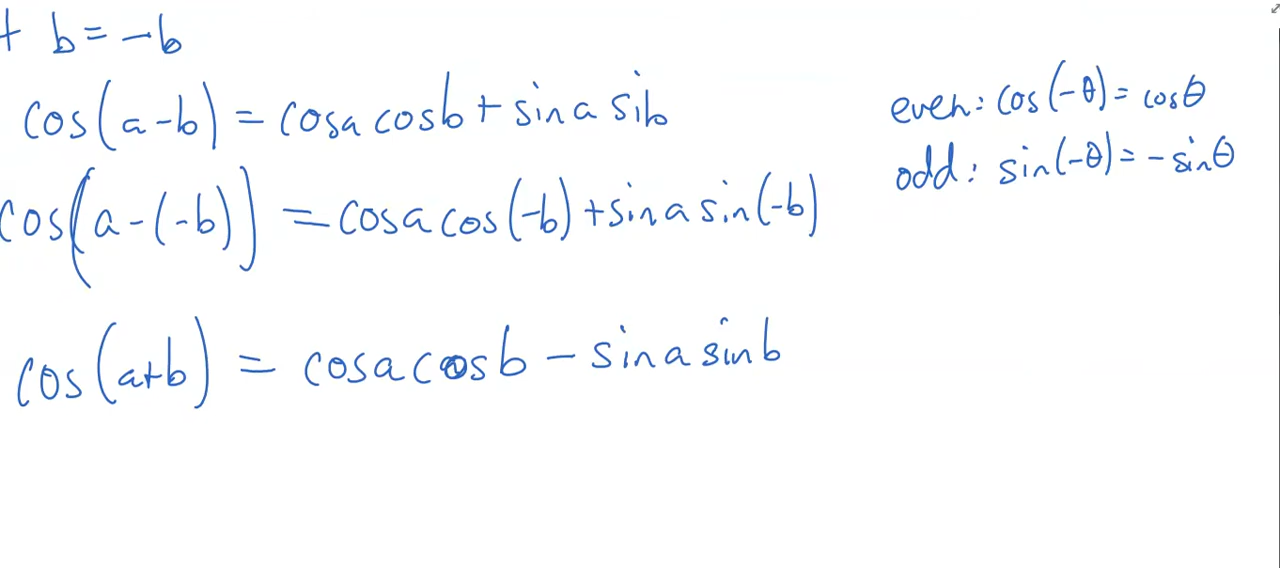 + b = -b
cos(a-b) = cosa cosb + sina sib
cos(a-(-b)) = cosa cos(-b) + sina sin(-b)
cos(a+b) = cosa cosb - sina sinb
even: cos(-θ) = cosθ
odd: sin(-θ) = -sinθ